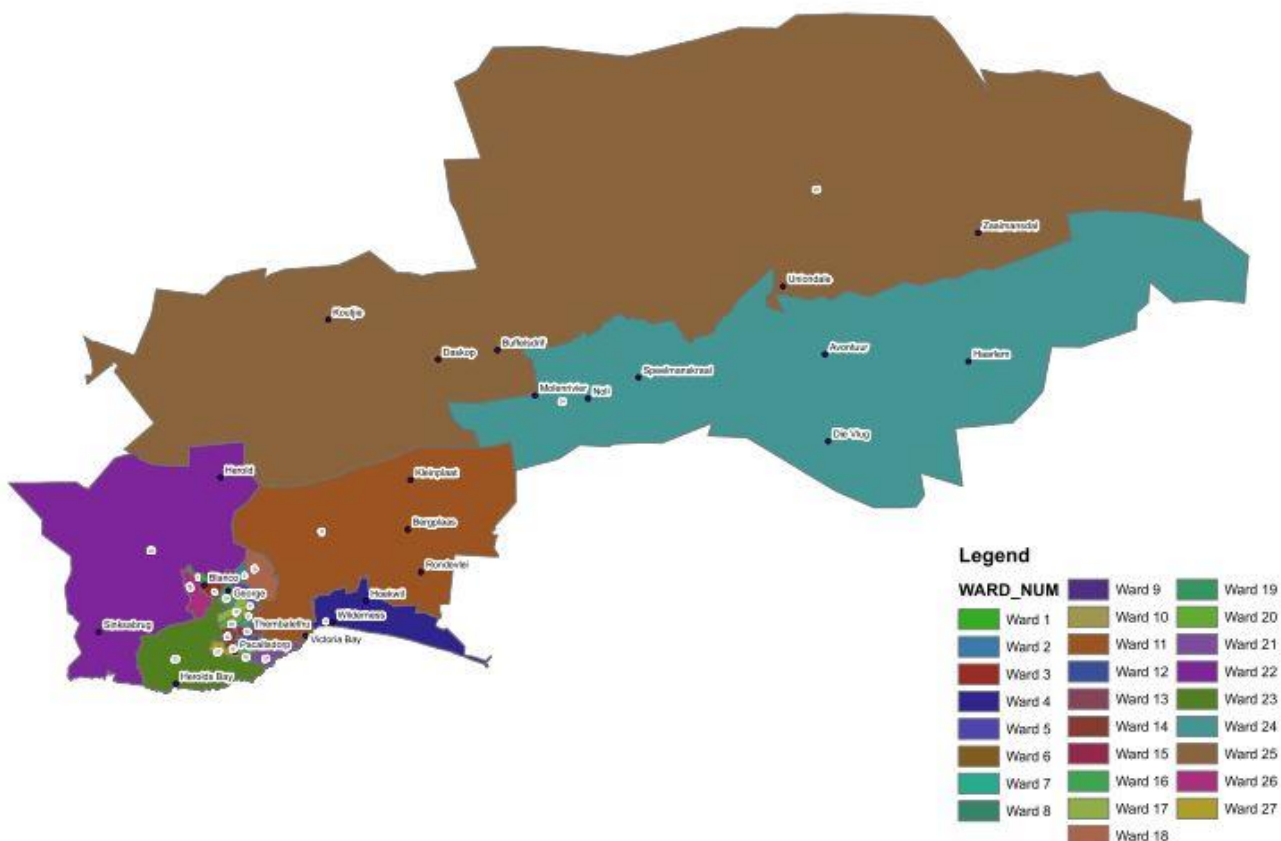 Zaaimansdal
Uniondale
Koutjie
Buffelsdrif
Daskop
Avontuur
Haarlem
Speelmanskraal
Molenrivier
Noll
Die Vlug
Herold
Kleinplaat
Bergplaas
Rondevlei
Blanco
George
Hoekwil
Wilderness
Thembalethu
Sinksabrug
Victoria Bay
Pacaltsdorp
Herolds Bay
Legend
WARD_NUM
Ward 1
Ward 2
Ward 3
Ward 4
Ward 5
Ward 6
Ward 7
Ward 8
Ward 9
Ward 10
Ward 11
Ward 12
Ward 13
Ward 14
Ward 15
Ward 16
Ward 17
Ward 18
Ward 19
Ward 20
Ward 21
Ward 22
Ward 23
Ward 24
Ward 25
Ward 26
Ward 27